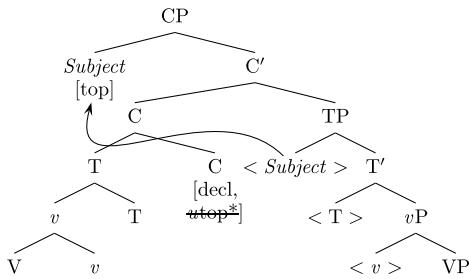 CP
Subject C′
[top]
C TP
T C < Subject > T′
[decl,
v T utop*] < T > vP
V v < v > VP